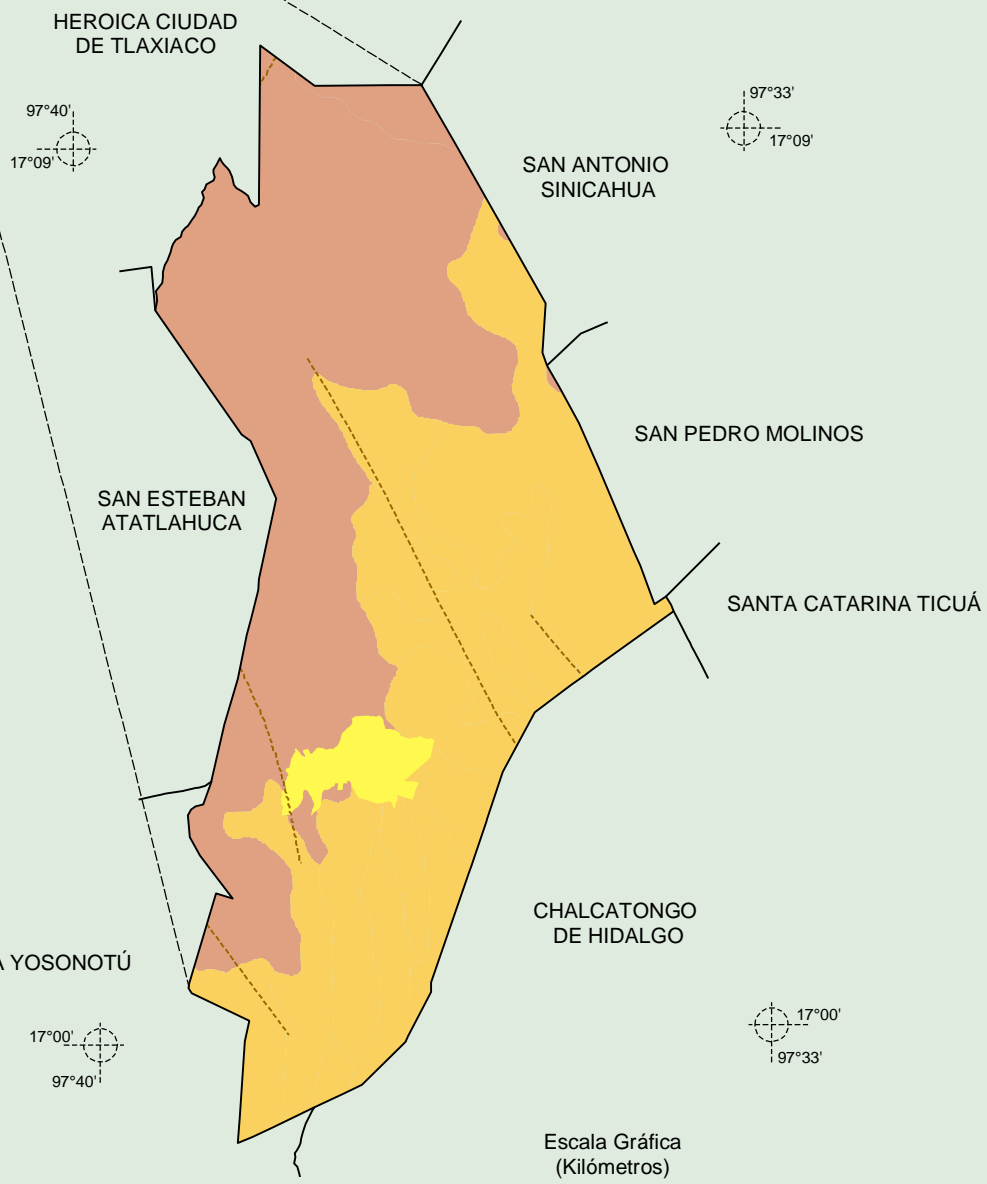 HEROICA CIUDAD
DE TLAXIACO
97°40'
17°09'
97°33'
17°09'
SAN ANTONIO
SINICAHUA
SAN PEDRO MOLINOS
SAN ESTEBAN
ATATLAHUCA
SANTA CATARINA TICUÁ
CHALCATONGO
DE HIDALGO
A YOSONOTÚ
17°00'
97°40'
17°00'
97°33'
Escala Gráfica
(Kilómetros)